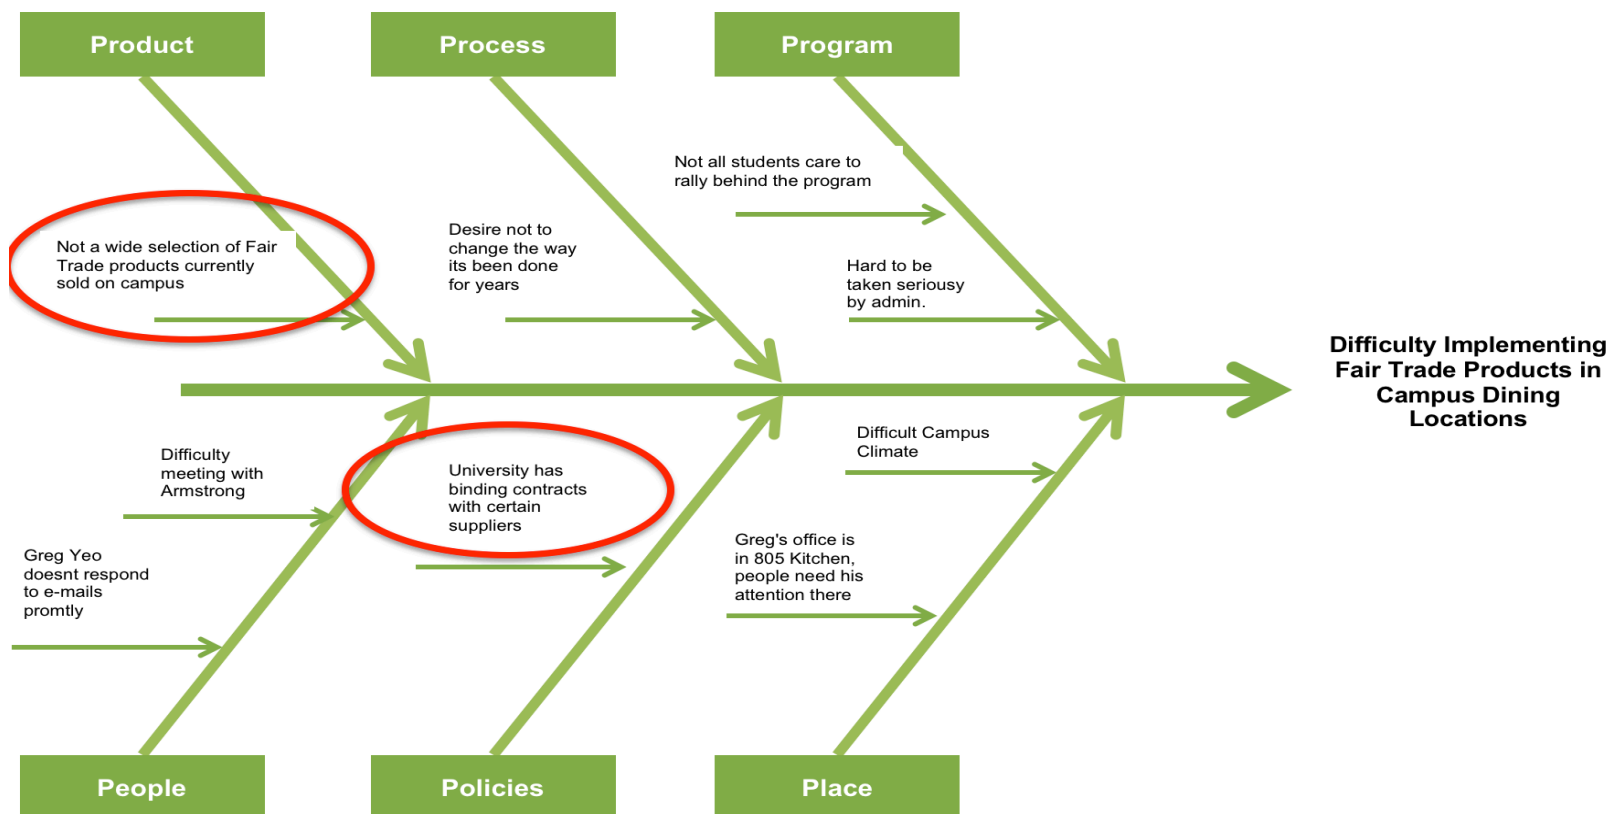 Product
Process
Program
Not all students care to
rally behind the program
Not a wide selection of Fair
Trade products currently
sold on campus
Desire not to
change the way
its been done
for years
Hard to be
taken seriousy
by admin.
Difficulty Implementing
Fair Trade Products in
Campus Dining
Locations
Difficulty
meeting with
Armstrong
University has
binding contracts
with certain
suppliers
Difficult Campus
Climate
Greg Yeo
doesnt respond
to e-mails
promtly
Greg's office is
in 805 Kitchen,
people need his
attention there
People
Policies
Place